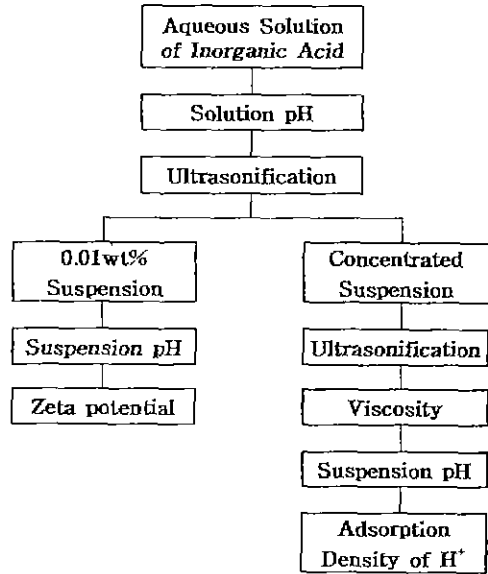 Aqueous Solution
of Inorganic Acid
Solution pH
Ultrasonification
0.01wt%
Suspension
Suspension pH
Zeta potential
Concentrated
Suspension
Ultrasonification
Viscosity
Suspension pH
Adsorption
Density of H⁺